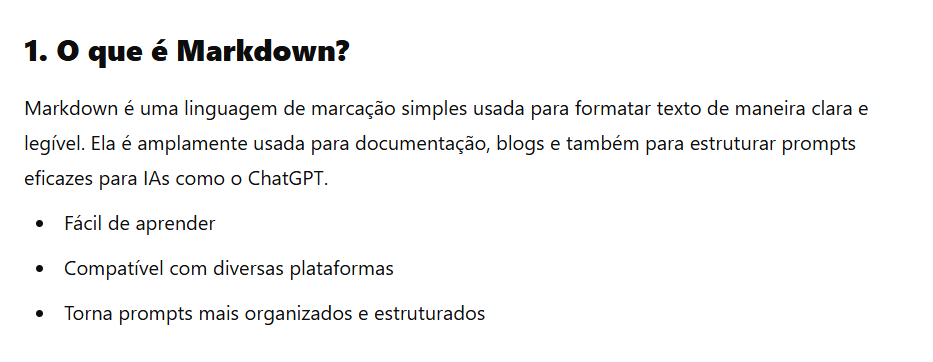 1. O que é Markdown?
Markdown é uma linguagem de marcação simples usada para formatar texto de maneira clara e
legível. Ela é amplamente usada para documentação, blogs e também para estruturar prompts
eficazes para IAs como o ChatGPT.
• Fácil de aprender
• Compatível com diversas plataformas
• Torna prompts mais organizados e estruturados